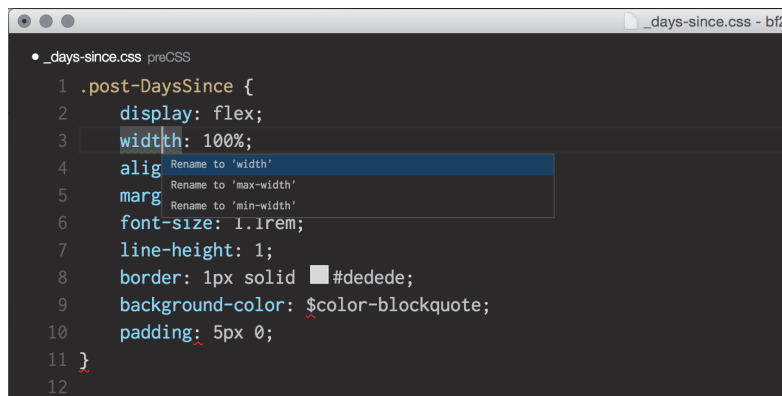 _days-since.css - bf2
_days-since.css preCSS
1 .post-DaysSince {
2 display: flex;
3 widtth: 100%;
Rename to 'width'
4 alig
Rename to 'max-width'
5 marg
Rename to 'min-width'
6 font-size: 1.1rem;
7 line-height: 1;
8 border: 1px solid #dedede;
9 background-color: $color-blockquote;
10 padding: 5px 0;
11 }
12